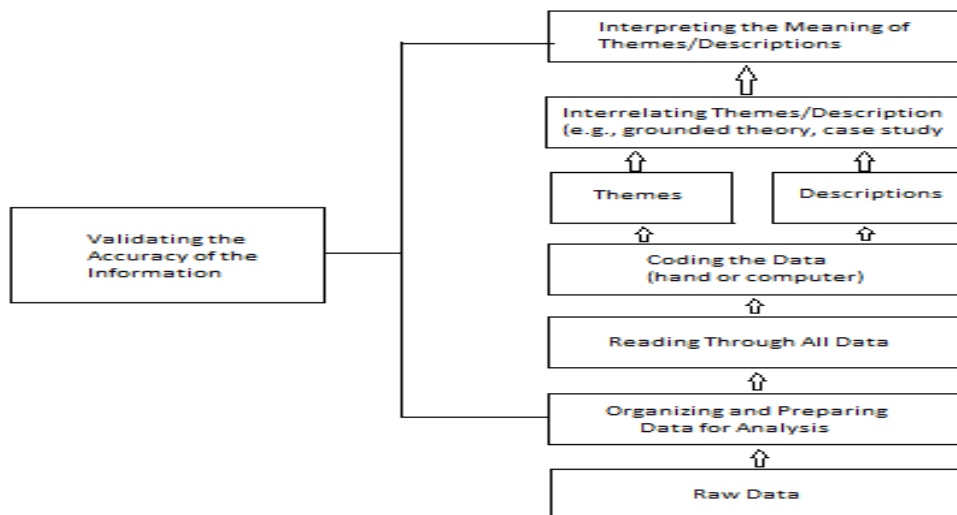 Interpreting the Meaning of
Themes/Descriptions
Interrelating Themes/Description
(e.g., grounded theory, case study
Themes
Descriptions
Validating the
Accuracy of the
Information
Coding the Data
(hand or computer)
Reading Through All Data
Organizing and Preparing
Data for Analysis
Raw Data